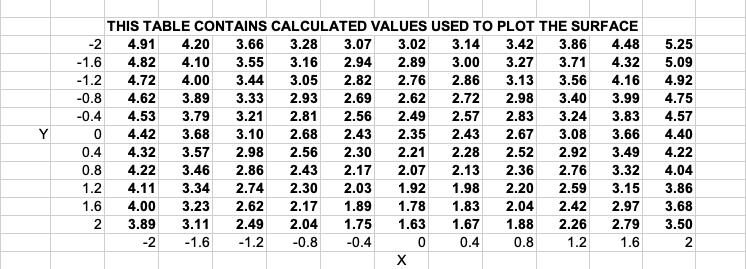 THIS TABLE CONTAINS CALCULATED VALUES USED TO PLOT THE SURFACE
-2 4.91 4.20 3.66 3.28 3.07 3.02 3.14 3.42 3.86 4.48 5.25
-1.6 4.82 4.10 3.55 3.16 2.94 2.89 3.00 3.27 3.71 4.32 5.09
-1.2 4.72 4.00 3.44 3.05 2.82 2.76 2.86 3.13 3.56 4.16 4.92
-0.8 4.62 3.89 3.33 2.93 2.69 2.62 2.72 2.98 3.40 3.99 4.75
-0.4 4.53 3.79 3.21 2.81 2.56 2.49 2.57 2.83 3.24 3.83 4.57
Y 0 4.42 3.68 3.10 2.68 2.43 2.35 2.43 2.67 3.08 3.66 4.40
0.4 4.32 3.57 2.98 2.56 2.30 2.21 2.28 2.52 2.92 3.49 4.22
0.8 4.22 3.46 2.86 2.43 2.17 2.07 2.13 2.36 2.76 3.32 4.04
1.2 4.11 3.34 2.74 2.30 2.03 1.92 1.98 2.20 2.59 3.15 3.86
1.6 4.00 3.23 2.62 2.17 1.89 1.78 1.83 2.04 2.42 2.97 3.68
2 3.89 3.11 2.49 2.04 1.75 1.63 1.67 1.88 2.26 2.79 3.50
-2 -1.6 -1.2 -0.8 -0.4 0 0.4 0.8 1.2 1.6 2
X